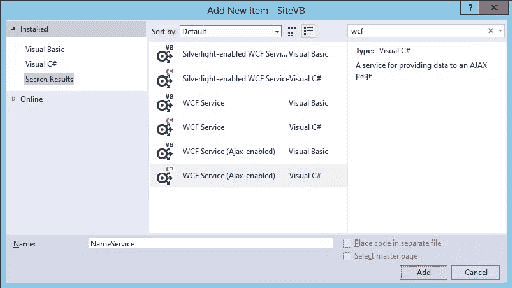 Add New Item - SiteVB
? X
Installed
Visual Basic
Visual C#
Search Results
Online
Sort by: Default
wcf
Silverlight-enabled WCF Servi... Visual Basic
Silverlight-enabled WCF Service Visual C#
WCF Service Visual Basic
WCF Service Visual C#
WCF Service (Ajax-enabled) Visual Basic
WCF Service (Ajax-enabled) Visual C#
Type: Visual C#
A service for providing data to an AJAX
page
Name: NameService
Place code in separate file
Select master page
Add Cancel